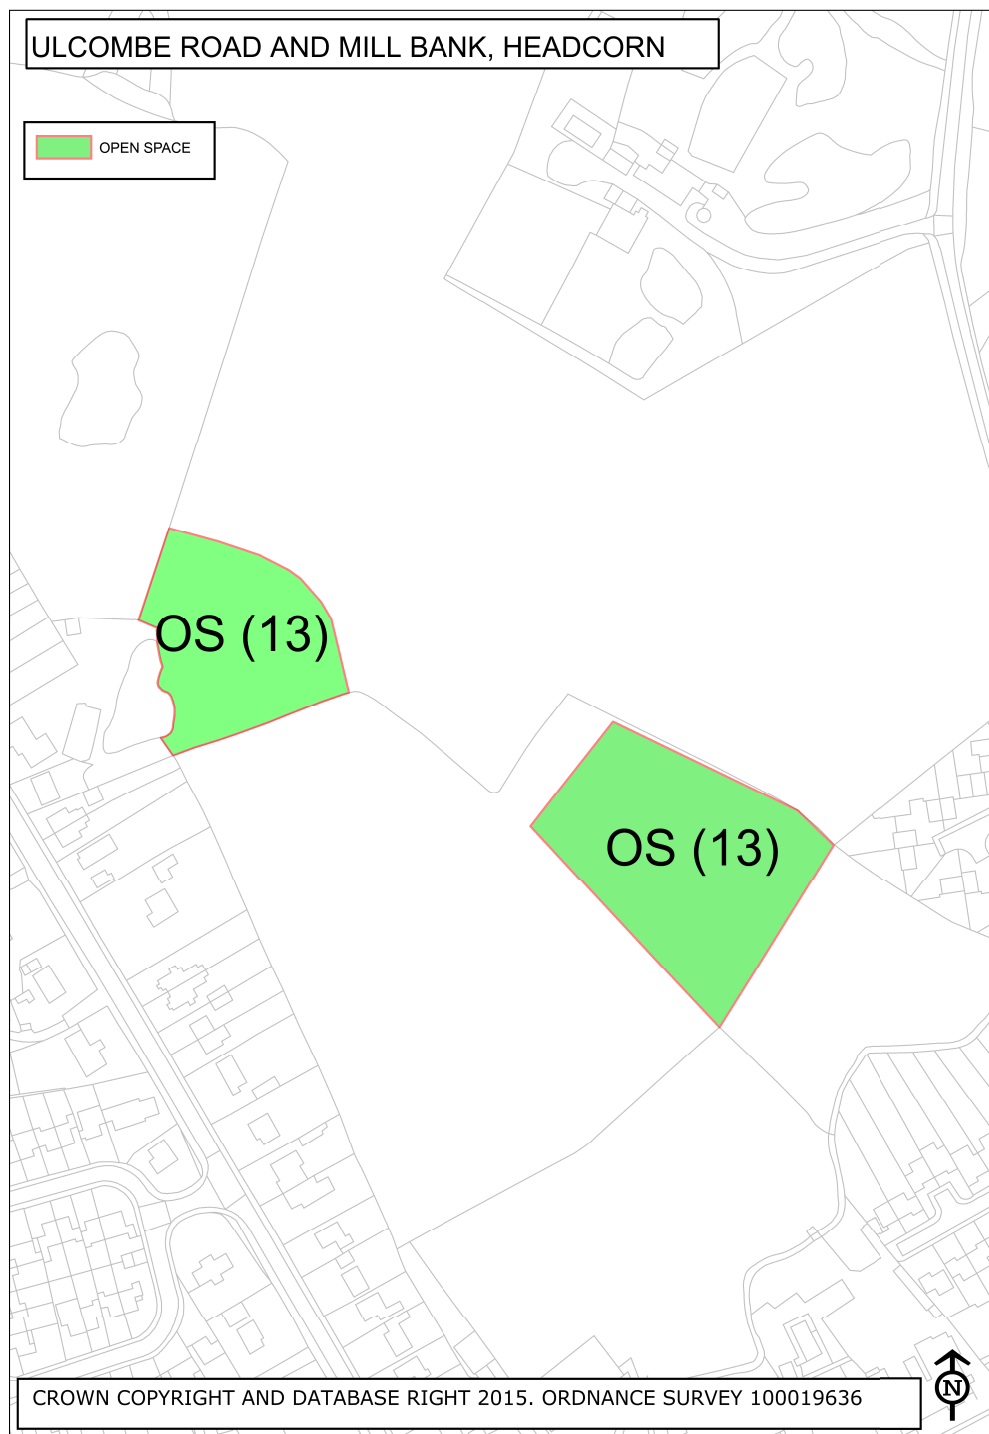 ULCOMBE ROAD AND MILL BANK, HEADCORN
OPEN SPACE
OS (13)
OS (13)
CROWN COPYRIGHT AND DATABASE RIGHT 2015. ORDNANCE SURVEY 100019636
N